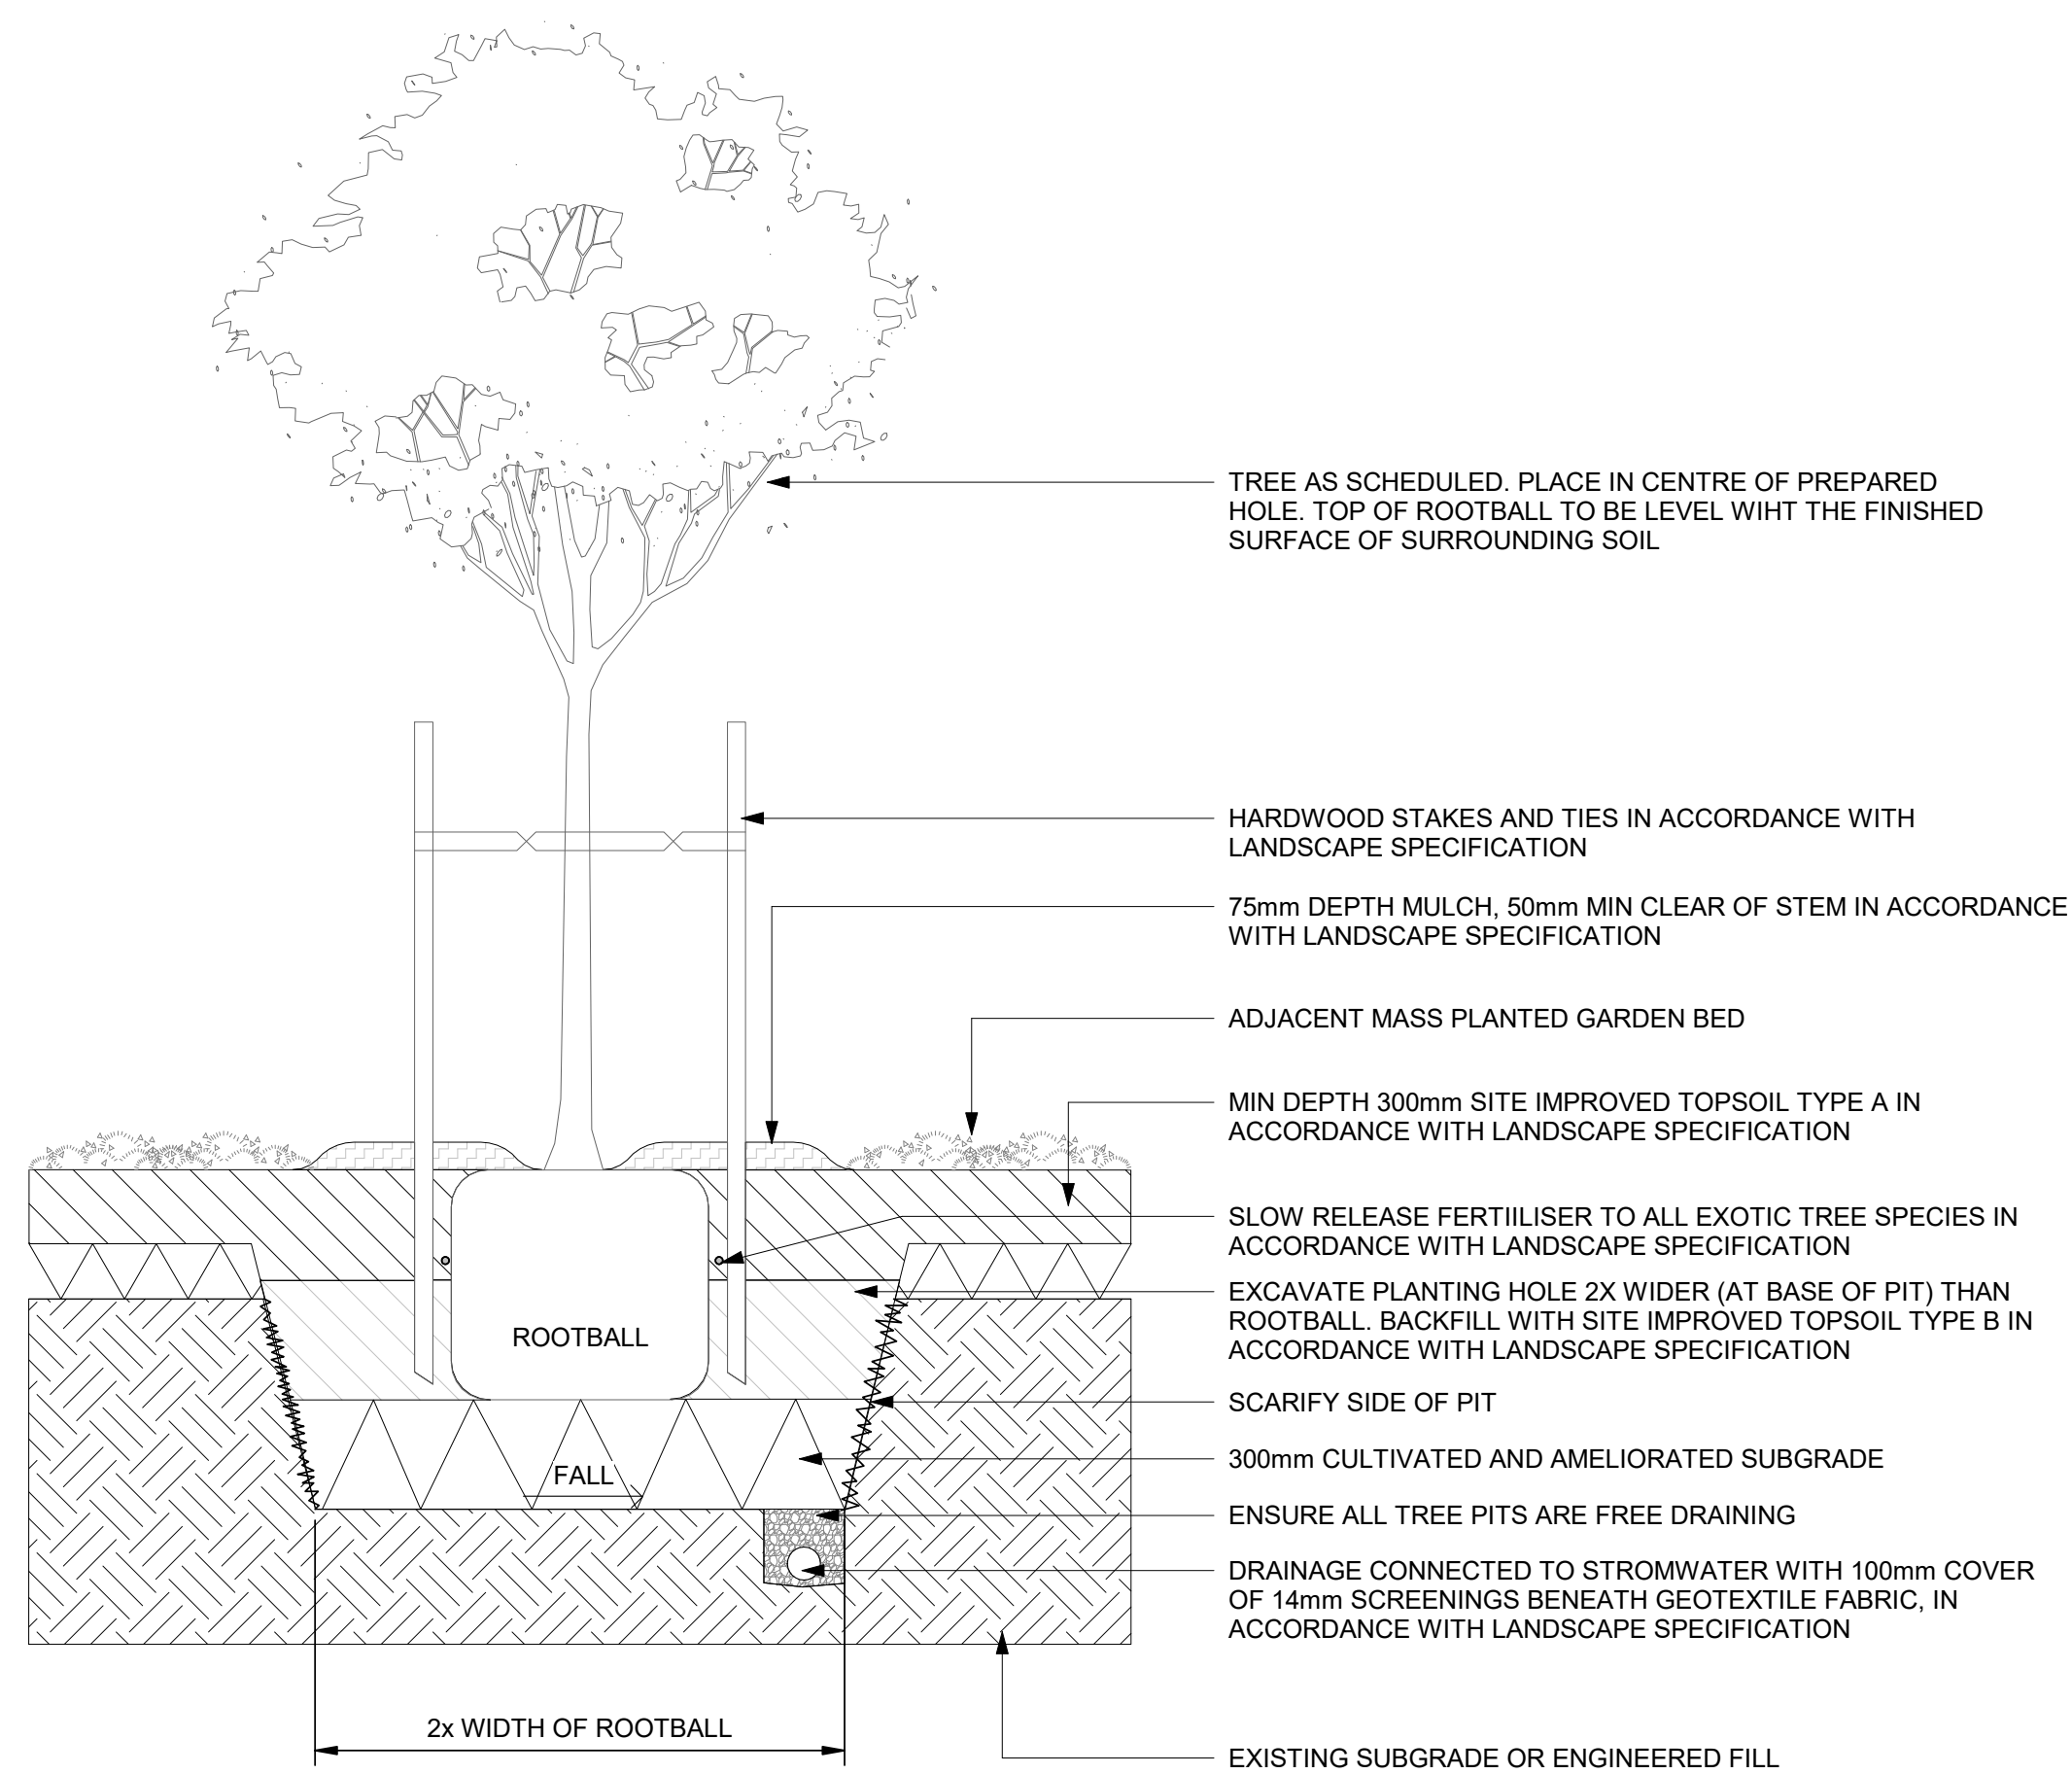 TREE AS SCHEDULED. PLACE IN CENTRE OF PREPARED
HOLE. TOP OF ROOTBALL TO BE LEVEL WIHT THE FINISHED
SURFACE OF SURROUNDING SOIL
HARDWOOD STAKES AND TIES IN ACCORDANCE WITH
LANDSCAPE SPECIFICATION
75mm DEPTH MULCH, 50mm MIN CLEAR OF STEM IN ACCORDANCE
WITH LANDSCAPE SPECIFICATION
ADJACENT MASS PLANTED GARDEN BED
MIN DEPTH 300mm SITE IMPROVED TOPSOIL TYPE A IN
ACCORDANCE WITH LANDSCAPE SPECIFICATION
SLOW RELEASE FERTIILISER TO ALL EXOTIC TREE SPECIES IN
ACCORDANCE WITH LANDSCAPE SPECIFICATION
EXCAVATE PLANTING HOLE 2X WIDER (AT BASE OF PIT) THAN
ROOTBALL. BACKFILL WITH SITE IMPROVED TOPSOIL TYPE B IN
ACCORDANCE WITH LANDSCAPE SPECIFICATION
ROOTBALL
SCARIFY SIDE OF PIT
300mm CULTIVATED AND AMELIORATED SUBGRADE
FALL
ENSURE ALL TREE PITS ARE FREE DRAINING
DRAINAGE CONNECTED TO STROMWATER WITH 100mm COVER
OF 14mm SCREENINGS BENEATH GEOTEXTILE FABRIC, IN
ACCORDANCE WITH LANDSCAPE SPECIFICATION
2x WIDTH OF ROOTBALL
EXISTING SUBGRADE OR ENGINEERED FILL